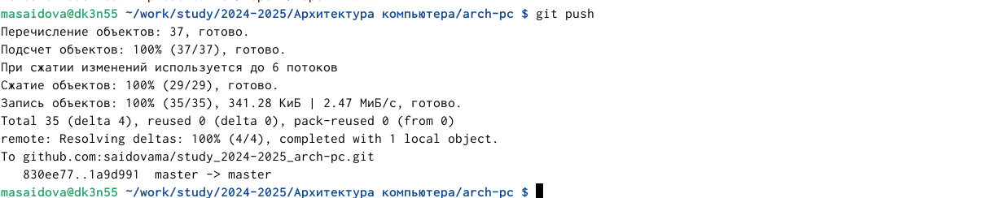 masaidova@dk3n55 ~/work/study/2024-2025/Архитектура компьютера/arch-pc $ git push
Перечисление объектов: 37, готово.
Подсчет объектов: 100% (37/37), готово.
При сжатии изменений используется до 6 потоков
Сжатие объектов: 100% (29/29), готово.
Запись объектов: 100% (35/35), 341.28 КиБ | 2.47 МиБ/с, готово.
Total 35 (delta 4), reused 0 (delta 0), pack-reused 0 (from 0)
remote: Resolving deltas: 100% (4/4), completed with 1 local object.
To github.com:saidovama/study_2024-2025_arch-pc.git
   830ee77..1a9d991  master -> master
masaidova@dk3n55 ~/work/study/2024-2025/Архитектура компьютера/arch-pc $